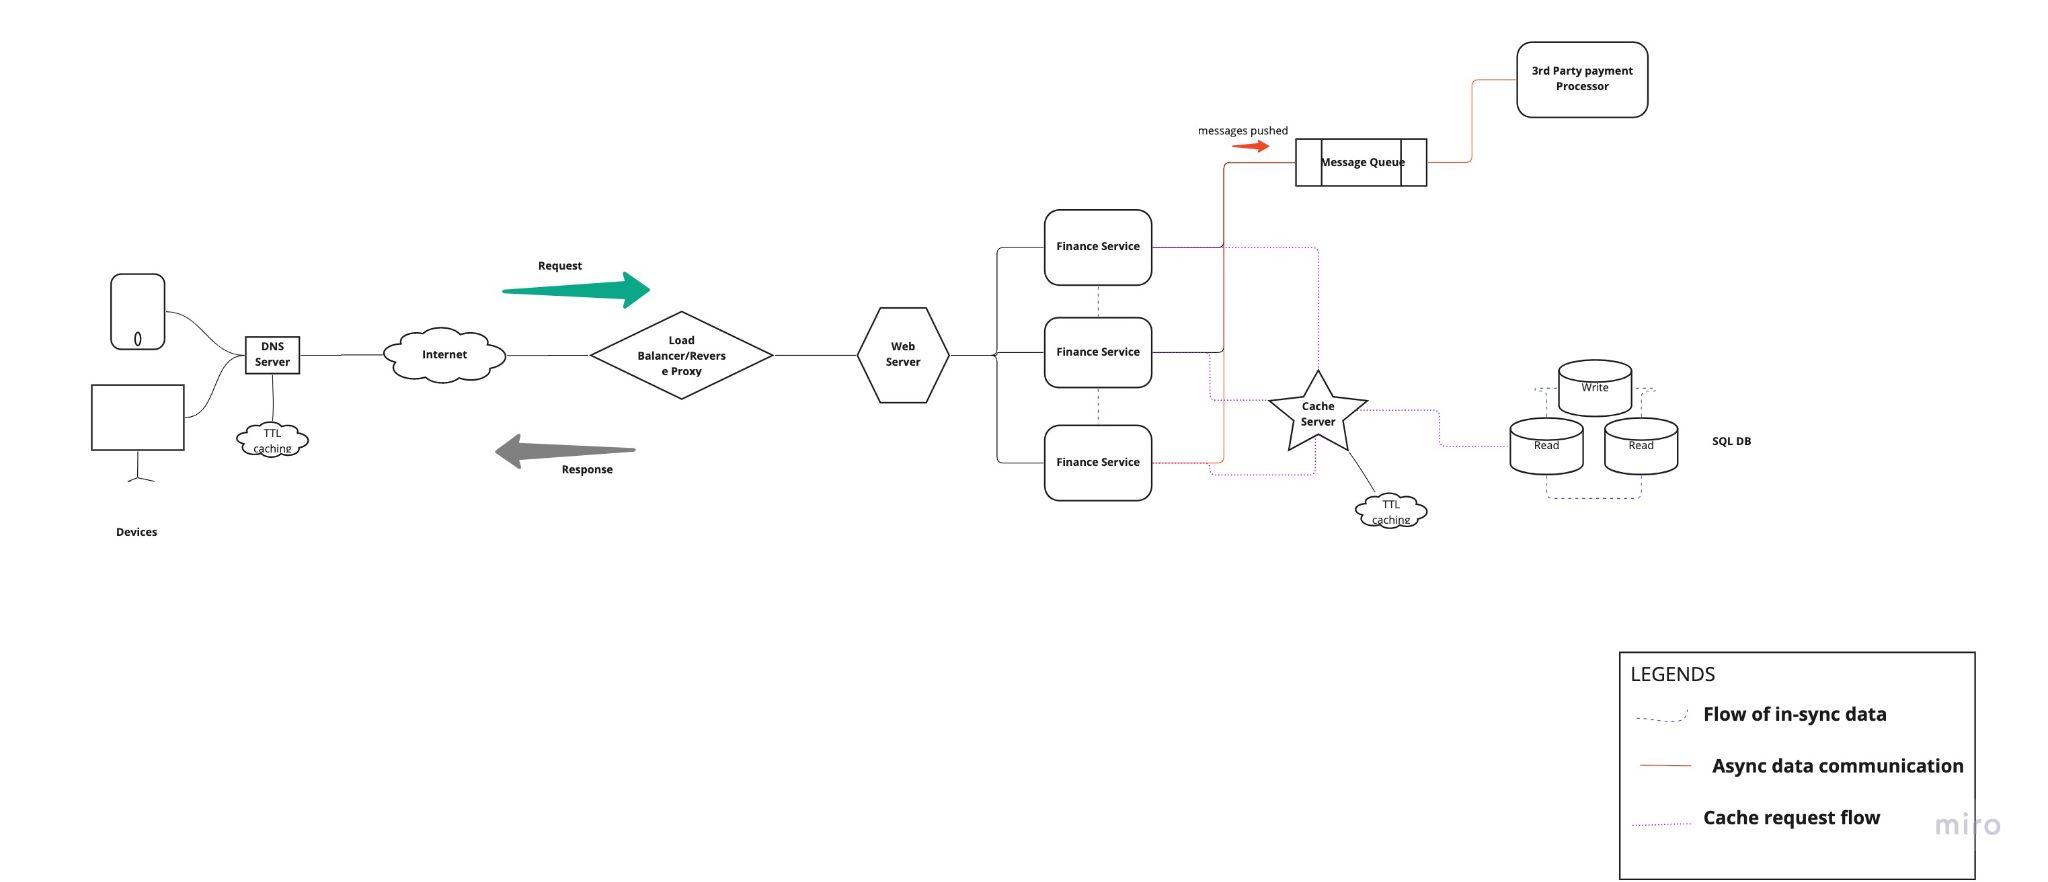 3rd Party payment
Processor
messages pushed
Message Queue
Request
Finance Service
DNS
Server
Internet
Load
Balancer/Revers
e Proxy
Web
Server
Finance Service
TTL
caching
Response
Finance Service
Cache
Server
TTL
caching
Write
Read
Read
SQL DB
Devices
LEGENDS
Flow of in-sync data
Async data communication
Cache request flow
miro